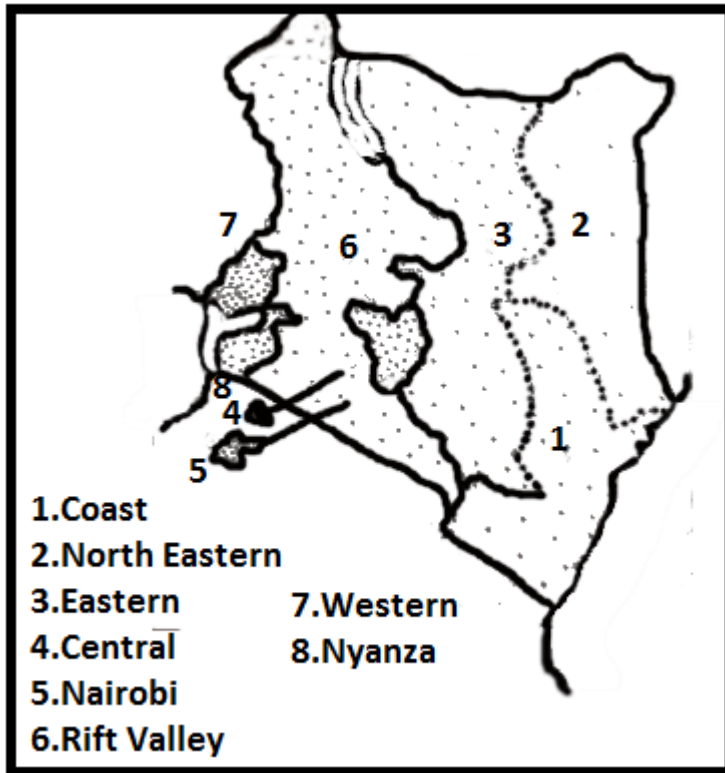 7
6
3
2
8
4
1
5
1.Coast
2.North Eastern
3.Eastern
4.Central
5.Nairobi
6.Rift Valley
7.Western
8.Nyanza